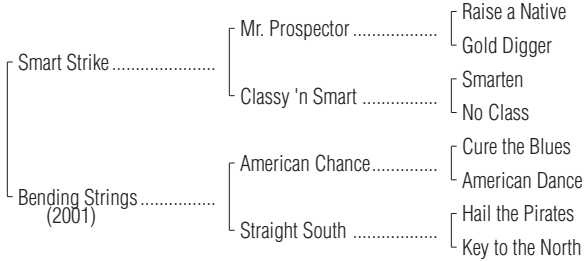 Raise a Native
Mr. Prospector ..................
Gold Digger
Smart Strike ......................
Smarten
Classy 'n Smart ................
No Class
Cure the Blues
American Chance..............
American Dance
Bending Strings................
(2001)
Hail the Pirates
Straight South ..................
Key to the North